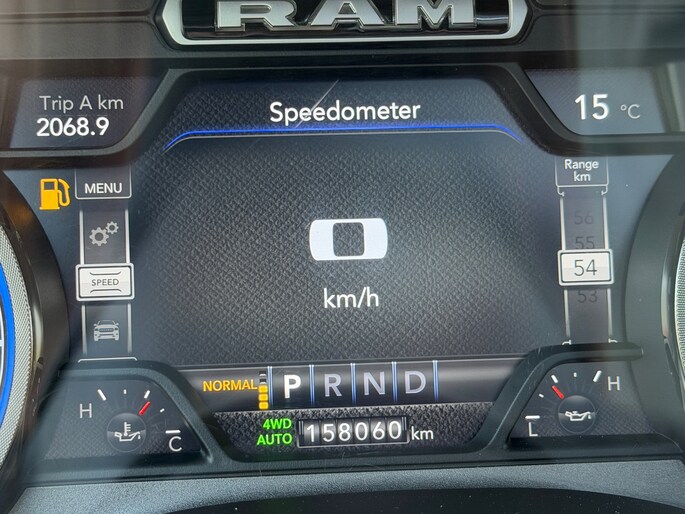 RAM
Trip A km
2068.9
Speedometer
15 °C
MENU
Range
km
56
55
SPEED
54
53
0
km/h
NORMAL
P R N D
H
C
4WD
AUTO
158060 km
H
L